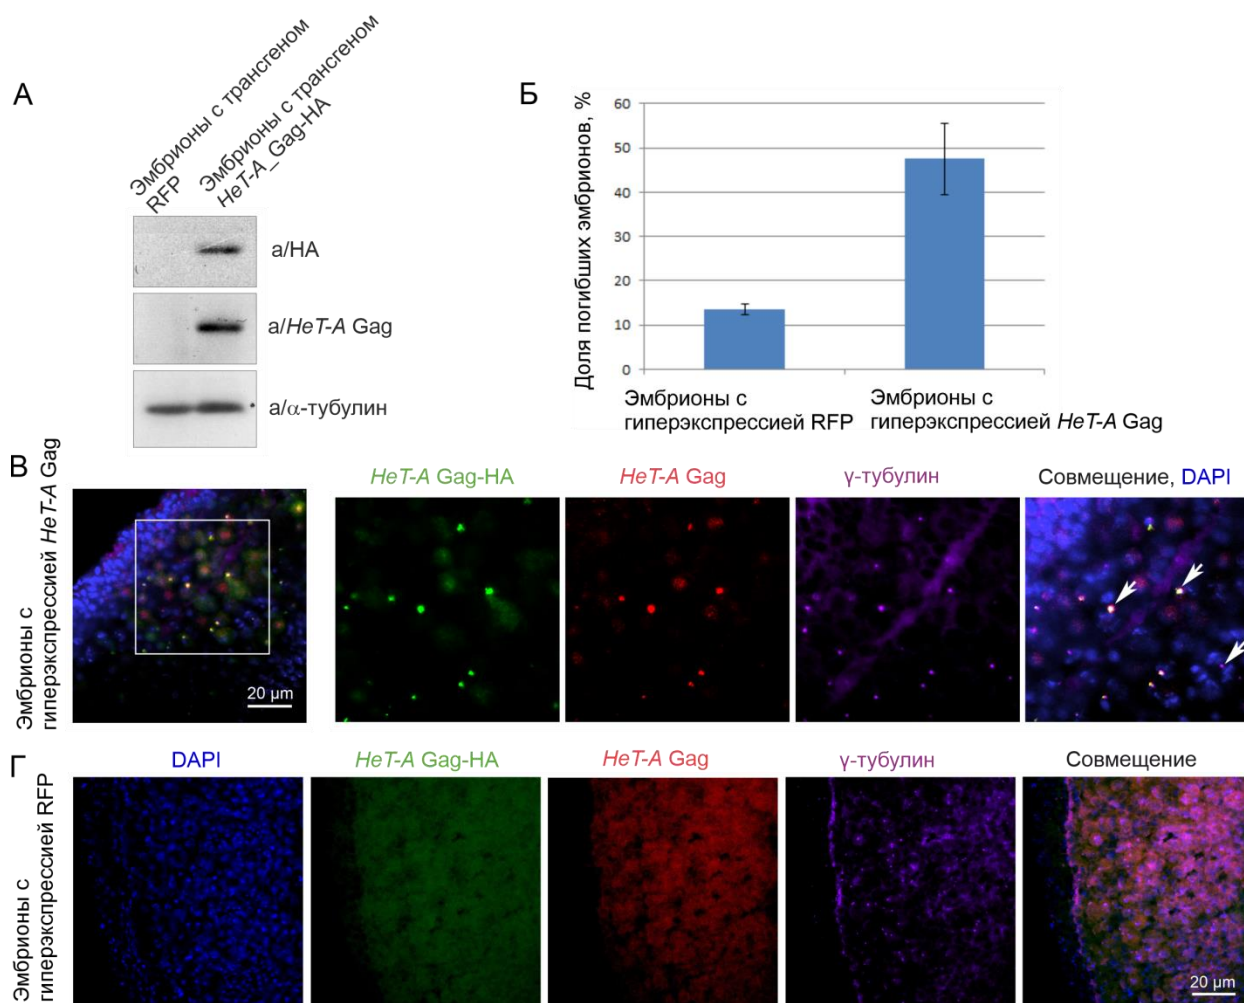 А
Эмбрионы с трансгеном
RFP
Эмбрионы с трансгеном
HeT-A_Gag-HA
a/HA
a/HeT-A Gag
a/α-тубулин
Б
Доля погибших эмбрионов, %
60
50
40
30
20
10
0
Эмбрионы с
гиперэкспрессией RFP
Эмбрионы с
гиперэкспрессией HeT-A Gag
В
Эмбрионы с
гиперэкспрессией HeT-A Gag
20 µm
HeT-A Gag-HA
HeT-A Gag
γ-тубулин
Совмещение, DAPI
Г
Эмбрионы с
гиперэкспрессией RFP
DAPI
HeT-A Gag-HA
HeT-A Gag
γ-тубулин
Совмещение
20 µm